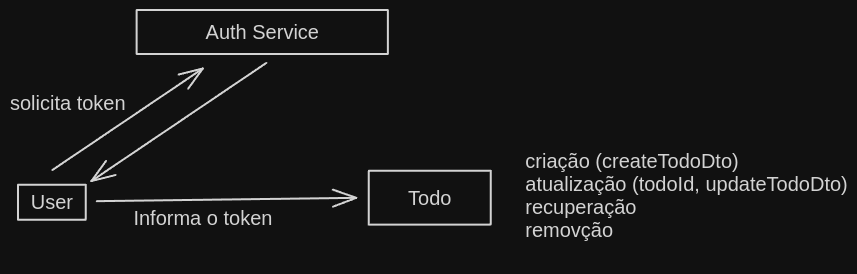 Auth Service
solicita token
User
Informa o token
Todo
criação (createTodoDto)
atualização (todoId, updateTodoDto)
recuperação
removção